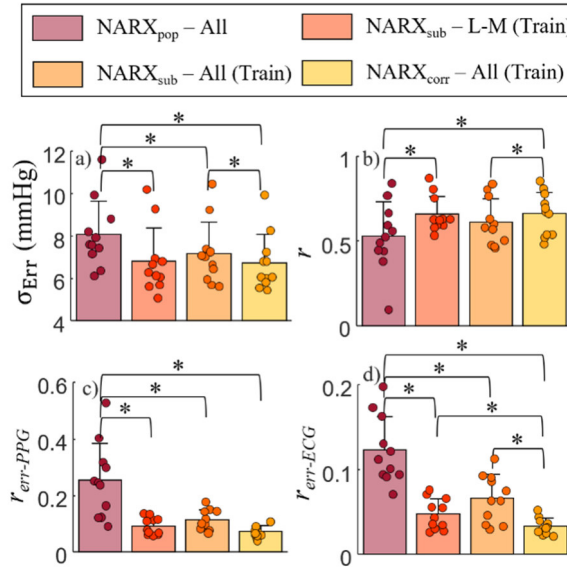 NARXpop – All
NARXsub – L-M (Train)
NARXsub – All (Train)
NARXcorr – All (Train)
a)
σErr (mmHg)
12
10
8
6
4
* * * *
b)
r
1
0.5
0
* * *
c)
rerr-PPG
0.6
0.4
0.2
0
* * *
d)
rerr-ECG
0.2
0.1
0
* * * * *